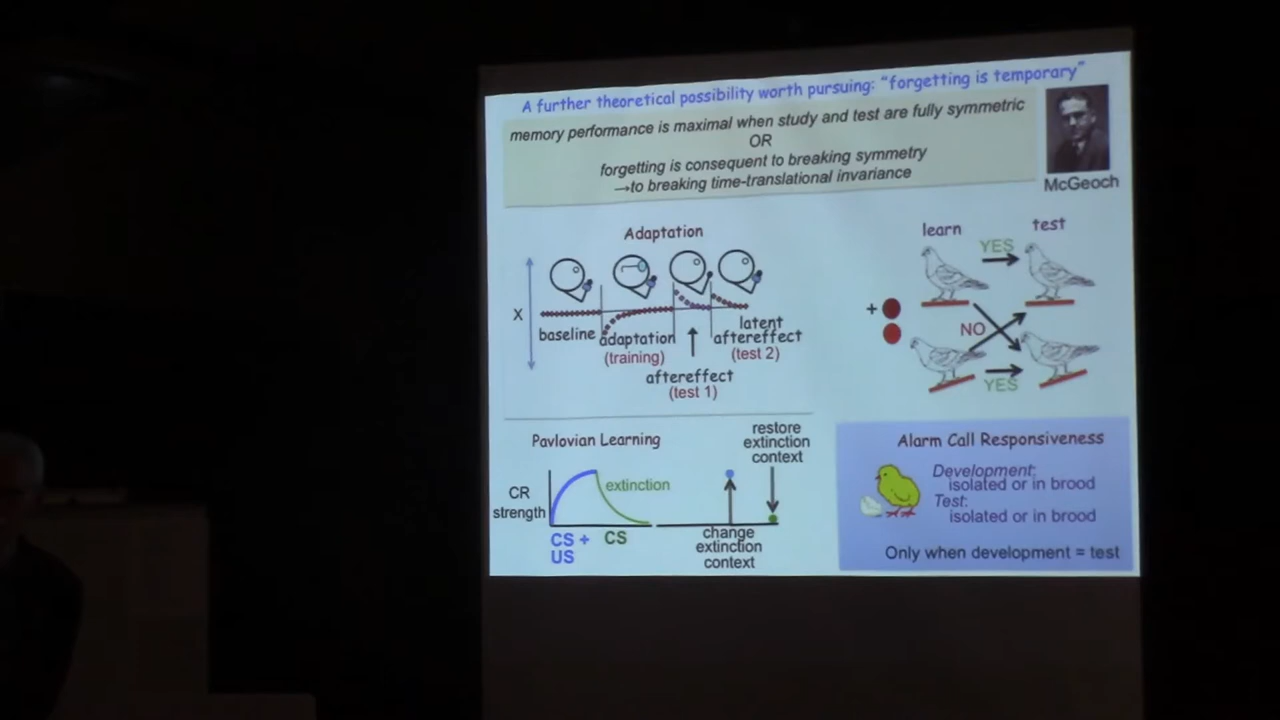 A further theoretical possibility worth pursuing: “forgetting is temporary”
memory performance is maximal when study and test are fully symmetric
OR
forgetting is consequent to breaking symmetry
→to breaking time-translational invariance
McGeoch
Adaptation
X
baseline
adaptation
(training)
aftereffect
(test 1)
latent
aftereffect
(test 2)
learn
test
YES
+
NO
YES
Pavlovian Learning
CR
strength
extinction
CS +
US
CS
change
extinction
context
restore
extinction
context
Alarm Call Responsiveness
Development:
isolated or in brood
Test:
isolated or in brood
Only when development = test